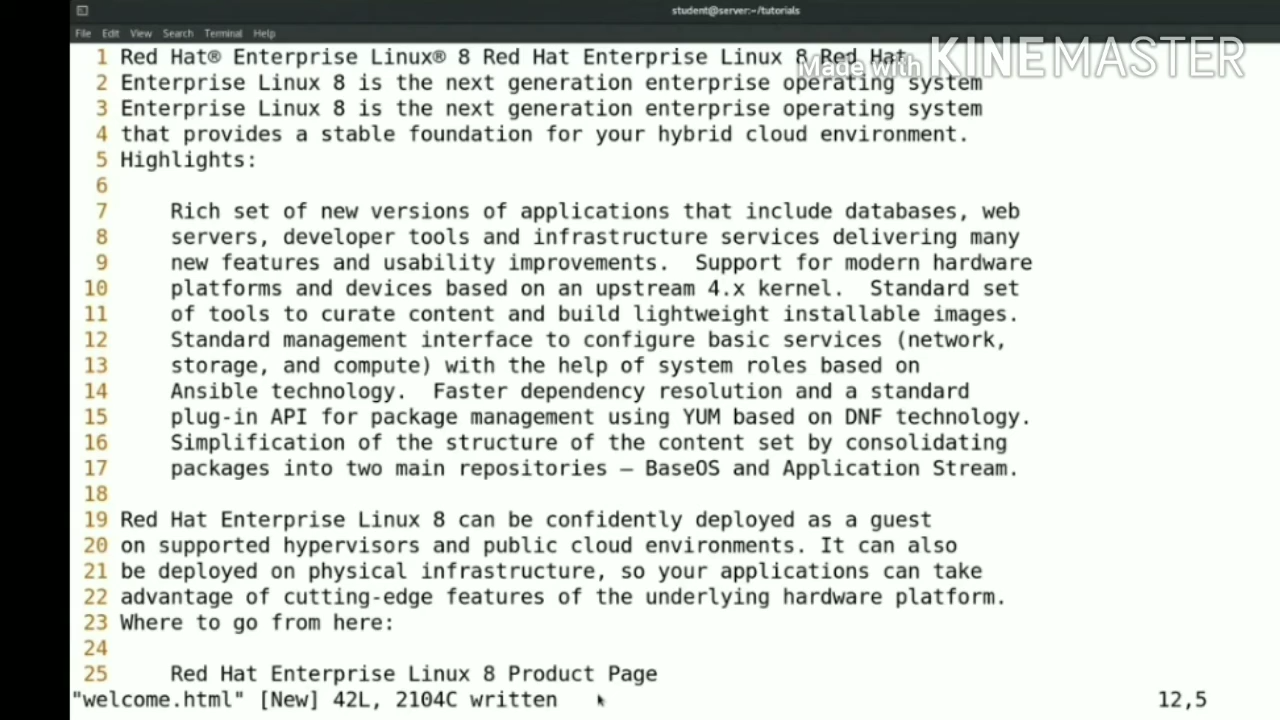 student@server:~/tutorials
File Edit View Search Terminal Help
1 Red Hat® Enterprise Linux® 8 Red Hat Enterprise Linux 8 Red Hat
Made with KINEMASTER
2 Enterprise Linux 8 is the next generation enterprise operating system
3 Enterprise Linux 8 is the next generation enterprise operating system
4 that provides a stable foundation for your hybrid cloud environment.
5 Highlights:
6
7 Rich set of new versions of applications that include databases, web
8 servers, developer tools and infrastructure services delivering many
9 new features and usability improvements.  Support for modern hardware
10 platforms and devices based on an upstream 4.x kernel.  Standard set
11 of tools to curate content and build lightweight installable images.
12 Standard management interface to configure basic services (network,
13 storage, and compute) with the help of system roles based on
14 Ansible technology.  Faster dependency resolution and a standard
15 plug-in API for package management using YUM based on DNF technology.
16 Simplification of the structure of the content set by consolidating
17 packages into two main repositories – BaseOS and Application Stream.
18
19 Red Hat Enterprise Linux 8 can be confidently deployed as a guest
20 on supported hypervisors and public cloud environments. It can also
21 be deployed on physical infrastructure, so your applications can take
22 advantage of cutting-edge features of the underlying hardware platform.
23 Where to go from here:
24
25 Red Hat Enterprise Linux 8 Product Page
"welcome.html" [New] 42L, 2104C written 12,5